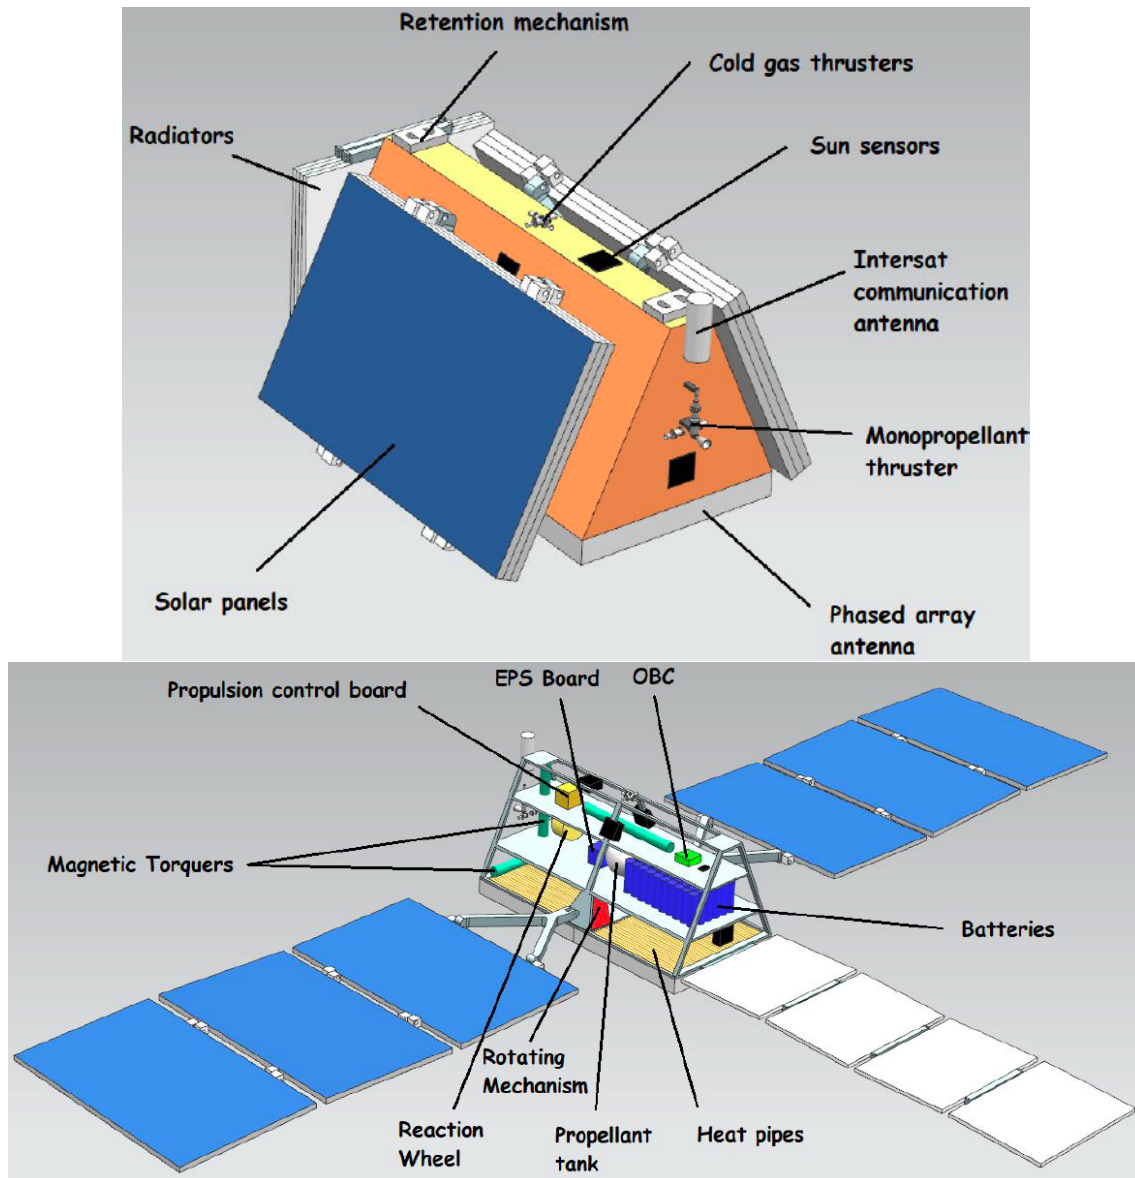 Retention mechanism
Cold gas thrusters
Radiators
Sun sensors
Intersat
communication
antenna
Monopropellant
thruster
Solar panels
Phased array
antenna
Propulsion control board
EPS Board
OBC
Magnetic Torquers
Batteries
Rotating
Mechanism
Reaction
Wheel
Propellant
tank
Heat pipes